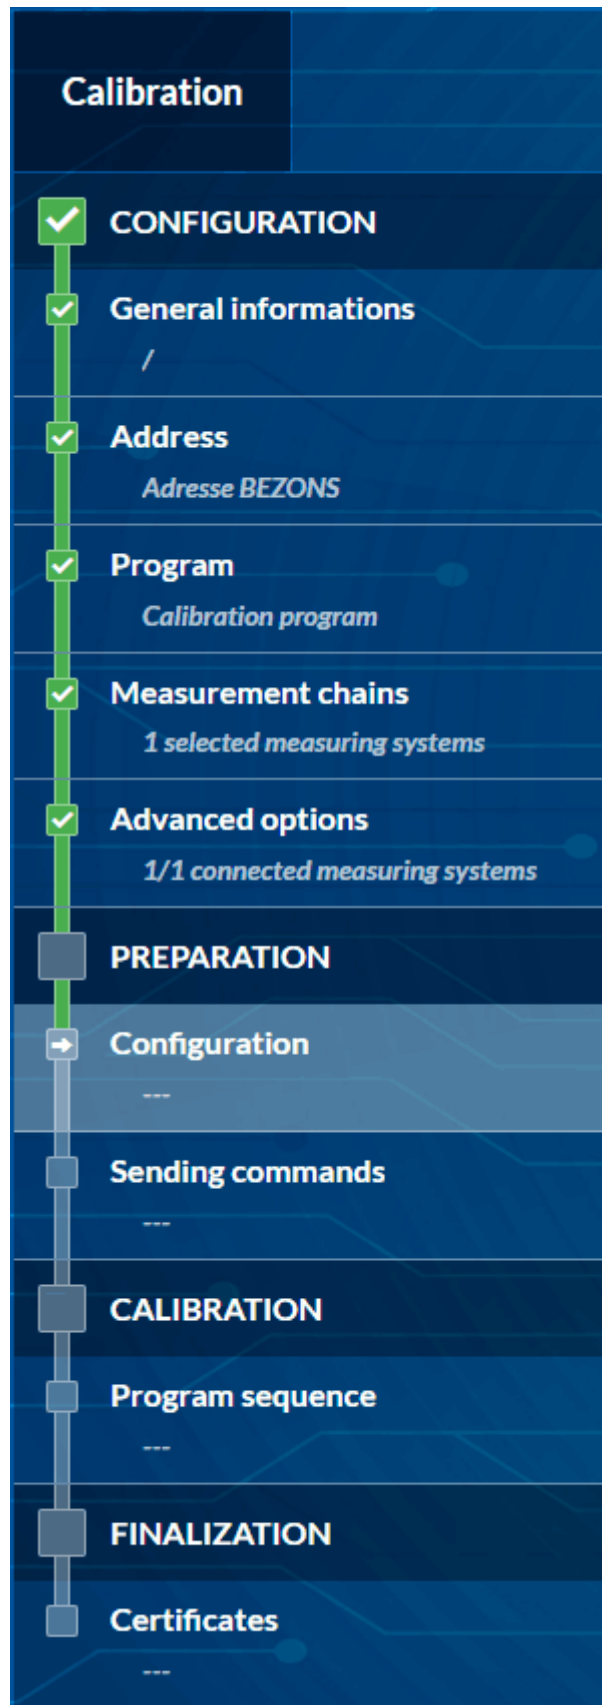 Calibration
CONFIGURATION
General informations
/
Address
Adresse BEZONS
Program
Calibration program
Measurement chains
1 selected measuring systems
Advanced options
1/1 connected measuring systems
PREPARATION
Configuration
---
Sending commands
---
CALIBRATION
Program sequence
---
FINALIZATION
Certificates
---